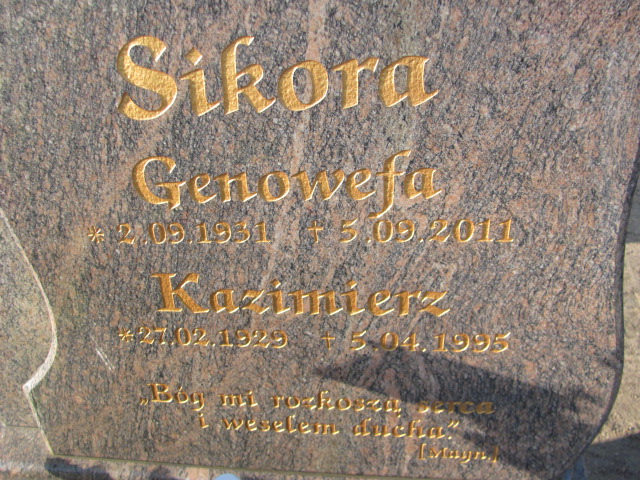 Sikora
Genowefa
* 2.09.1931 † 5.09.2011
Kazimierz
*27.02.1929 † 5.04.1995
„Bóg mi rozkoszą serca
i weselem ducha.”
[Magn.]